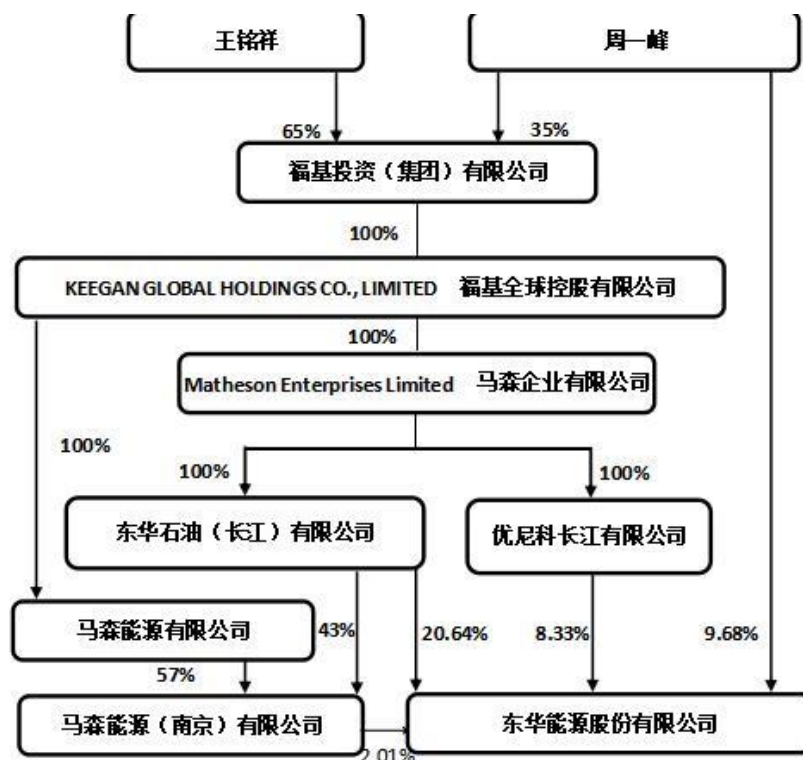 王铭祥
周一峰
65%
35%
福基投资（集团）有限公司
100%
KEEGAN GLOBAL HOLDINGS CO., LIMITED 福基全球控股有限公司
100%
Matheson Enterprises Limited 马森企业有限公司
100%
100%
100%
东华石油（长江）有限公司
优尼科长江有限公司
马森能源有限公司
43%
20.64%
8.33%
9.68%
57%
马森能源（南京）有限公司
东华能源股份有限公司
2.01%